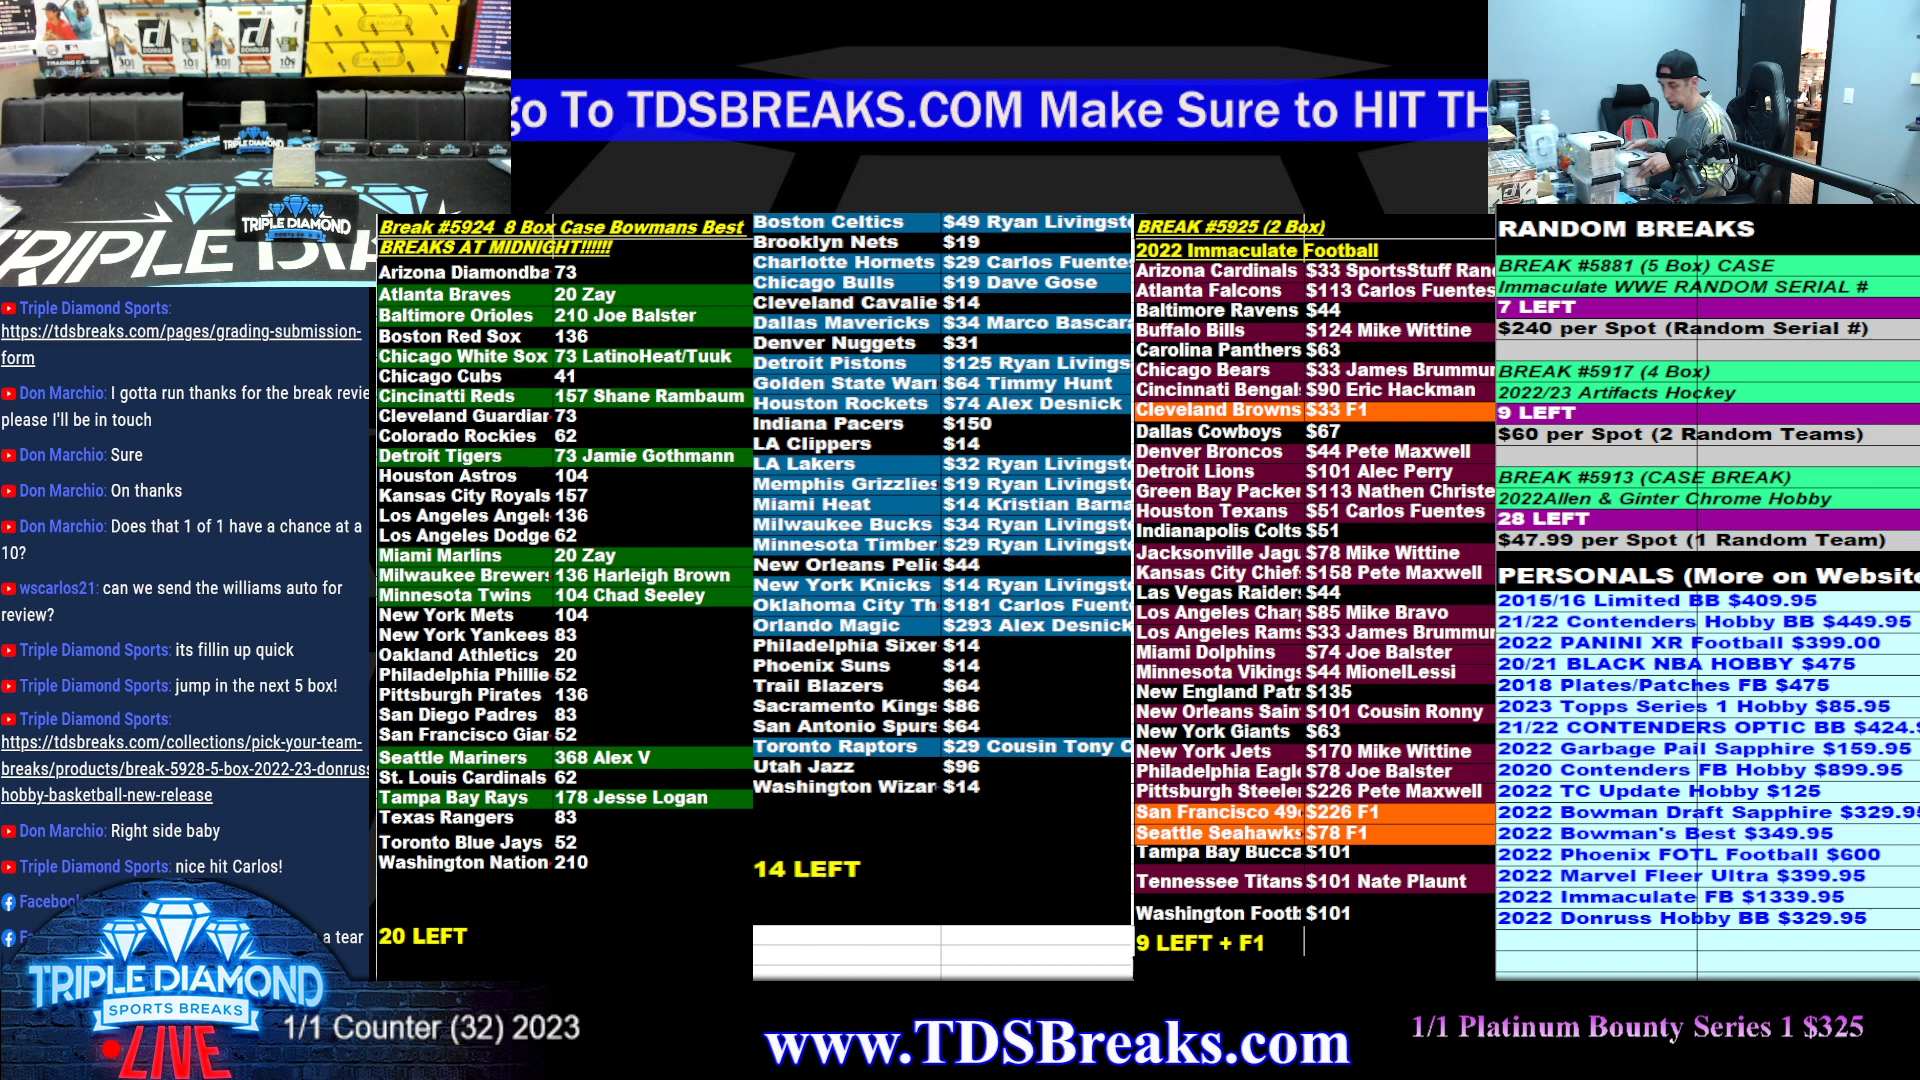 go To TDSBREAKS.COM Make Sure to HIT TH
DONRUSS
DONRUSS
TRIPLE DIAMOND
TRIPLE DIAMOND
Triple Diamond Sports:
https://tdsbreaks.com/pages/grading-submission-
form
Don Marchio: I gotta run thanks for the break revie
please I'll be in touch
Don Marchio: Sure
Don Marchio: On thanks
Don Marchio: Does that 1 of 1 have a chance at a
10?
wscarlos21: can we send the williams auto for
review?
Triple Diamond Sports: its fillin up quick
Triple Diamond Sports: jump in the next 5 box!
Triple Diamond Sports:
https://tdsbreaks.com/collections/pick-your-team-
breaks/products/break-5928-5-box-2022-23-donruss
hobby-basketball-new-release
Don Marchio: Right side baby
Triple Diamond Sports: nice hit Carlos!
a tear
TRIPLE DIAMOND
SPORTS BREAKS
LIVE
1/1 Counter (32) 2023
Break #5924 8 Box Case Bowmans Best
BREAKS AT MIDNIGHT!!!!!!
Arizona Diamondba 73
Atlanta Braves 20 Zay
Baltimore Orioles 210 Joe Balster
Boston Red Sox 136
Chicago White Sox 73 LatinoHeat/Tuuk
Chicago Cubs 41
Cincinatti Reds 157 Shane Rambaum
Cleveland Guardiar 73
Colorado Rockies 62
Detroit Tigers 73 Jamie Gothmann
Houston Astros 104
Kansas City Royals 157
Los Angeles Angel 136
Los Angeles Dodge 62
Miami Marlins 20 Zay
Milwaukee Brewers 136 Harleigh Brown
Minnesota Twins 104 Chad Seeley
New York Mets 104
New York Yankees 83
Oakland Athletics 20
Philadelphia Phillie 52
Pittsburgh Pirates 136
San Diego Padres 83
San Francisco Giar 52
Seattle Mariners 368 Alex V
St. Louis Cardinals 62
Tampa Bay Rays 178 Jesse Logan
Texas Rangers 83
Toronto Blue Jays 52
Washington Nation 210
20 LEFT
Boston Celtics $49 Ryan Livingst
Brooklyn Nets $19
Charlotte Hornets $29 Carlos Fuentes
Chicago Bulls $19 Dave Gose
Cleveland Cavalie $14
Dallas Mavericks $34 Marco Bascar
Denver Nuggets $31
Detroit Pistons $125 Ryan Livings
Golden State Warr $64 Timmy Hunt
Houston Rockets $74 Alex Desnick
Indiana Pacers $150
LA Clippers $14
LA Lakers $32 Ryan Livingst
Memphis Grizzlies $19 Ryan Livingst
Miami Heat $14 Kristian Barna
Milwaukee Bucks $34 Ryan Livingst
Minnesota Timber $29 Ryan Livingst
New Orleans Pelic $44
New York Knicks $14 Ryan Livingst
Oklahoma City Th $181 Carlos Fuent
Orlando Magic $293 Alex Desnick
Philadelphia Sixer $14
Phoenix Suns $14
Trail Blazers $64
Sacramento Kings $86
San Antonio Spurs $64
Toronto Raptors $29 Cousin Tony C
Utah Jazz $96
Washington Wizar $14
14 LEFT
BREAK #5925 (2 Box)
2022 Immaculate Football
Arizona Cardinals $33 SportsStuff Ran
Atlanta Falcons $113 Carlos Fuentes
Baltimore Ravens $44
Buffalo Bills $124 Mike Wittine
Carolina Panthers $63
Chicago Bears $33 James Brummur
Cincinnati Bengal $90 Eric Hackman
Cleveland Browns $33 F1
Dallas Cowboys $67
Denver Broncos $44 Pete Maxwell
Detroit Lions $101 Alec Perry
Green Bay Packer $113 Nathen Christe
Houston Texans $51 Carlos Fuentes
Indianapolis Colts $51
Jacksonville Jagu $78 Mike Wittine
Kansas City Chief $158 Pete Maxwell
Las Vegas Raider $44
Los Angeles Char $85 Mike Bravo
Los Angeles Rams $33 James Brummur
Miami Dolphins $74 Joe Balster
Minnesota Vikings $44 MionelLessi
New England Patr $135
New Orleans Sain $101 Cousin Ronny
New York Giants $63
New York Jets $170 Mike Wittine
Philadelphia Eagl $78 Joe Balster
Pittsburgh Steele $226 Pete Maxwell
San Francisco 49 $226 F1
Seattle Seahawks $78 F1
Tampa Bay Bucca $101
Tennessee Titans $101 Nate Plaunt
Washington Footb $101
9 LEFT + F1
RANDOM BREAKS
BREAK #5881 (5 Box) CASE
Immaculate WWE RANDOM SERIAL #
7 LEFT
$240 per Spot (Random Serial #)
BREAK #5917 (4 Box)
2022/23 Artifacts Hockey
9 LEFT
$60 per Spot (2 Random Teams)
BREAK #5913 (CASE BREAK)
2022Allen & Ginter Chrome Hobby
28 LEFT
$47.99 per Spot (1 Random Team)
PERSONALS (More on Website
2015/16 Limited BB $409.95
21/22 Contenders Hobby BB $449.95
2022 PANINI XR Football $399.00
20/21 BLACK NBA HOBBY $475
2018 Plates/Patches FB $475
2023 Topps Series 1 Hobby $85.95
21/22 CONTENDERS OPTIC BB $424.
2022 Garbage Pail Sapphire $159.95
2020 Contenders FB Hobby $899.95
2022 TC Update Hobby $125
2022 Bowman Draft Sapphire $329.95
2022 Bowman's Best $349.95
2022 Phoenix FOTL Football $600
2022 Marvel Fleer Ultra $399.95
2022 Immaculate FB $1339.95
2022 Donruss Hobby BB $329.95
www.TDSBreaks.com
1/1 Platinum Bounty Series 1 $325